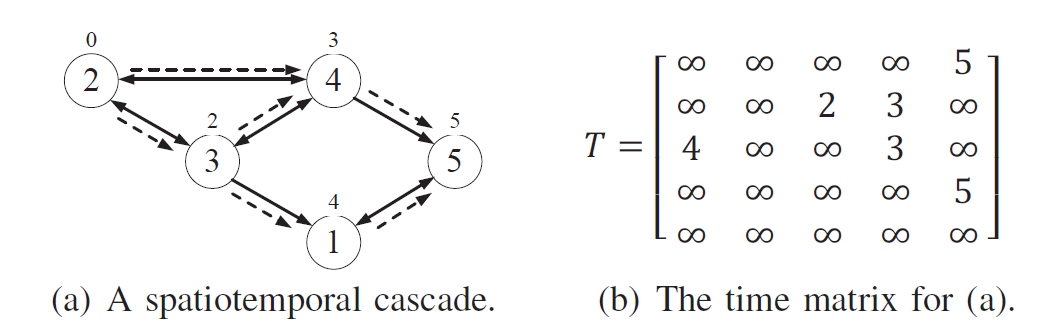 0
3
2
4
2
5
3
5
4
1
T =
∞ ∞ ∞ ∞ 5
∞ ∞ 2 3 ∞
4 ∞ ∞ 3 ∞
∞ ∞ ∞ ∞ 5
∞ ∞ ∞ ∞ ∞
(a) A spatiotemporal cascade.
(b) The time matrix for (a).